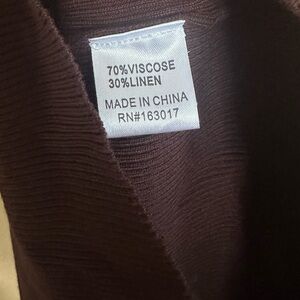 70%VISCOSE
30%LINEN
MADE IN CHINA
RN#163017